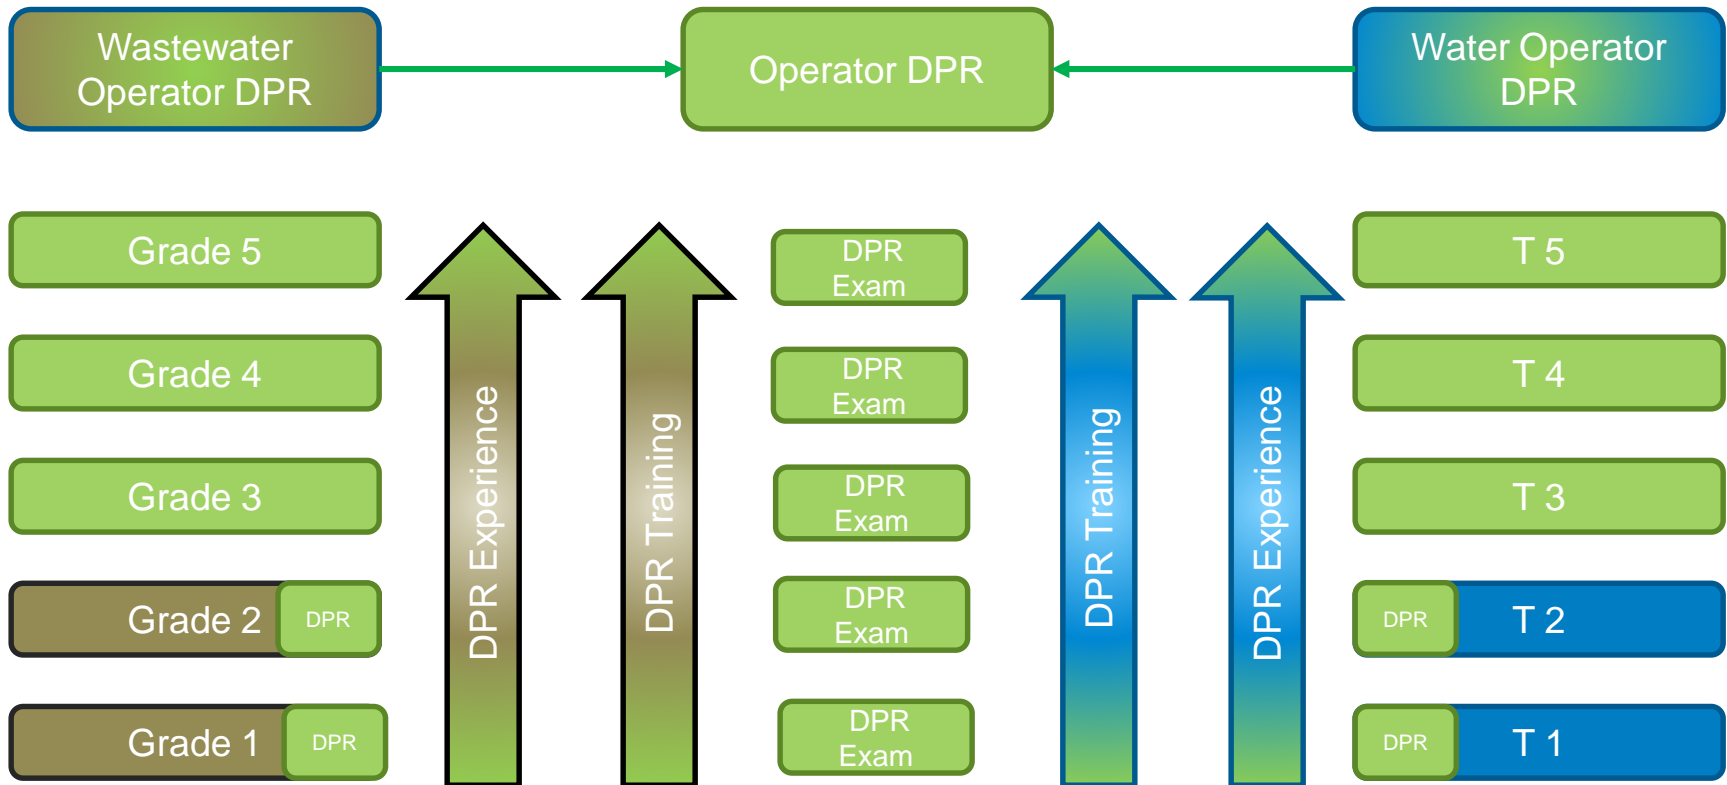 Wastewater
Operator DPR
Operator DPR
Water Operator
DPR
Grade 5
Grade 4
Grade 3
Grade 2
DPR
Grade 1
DPR
DPR Experience
DPR Training
DPR
Exam
DPR
Exam
DPR
Exam
DPR
Exam
DPR
Exam
DPR Training
DPR Experience
T 5
T 4
T 3
DPR
T 2
DPR
T 1